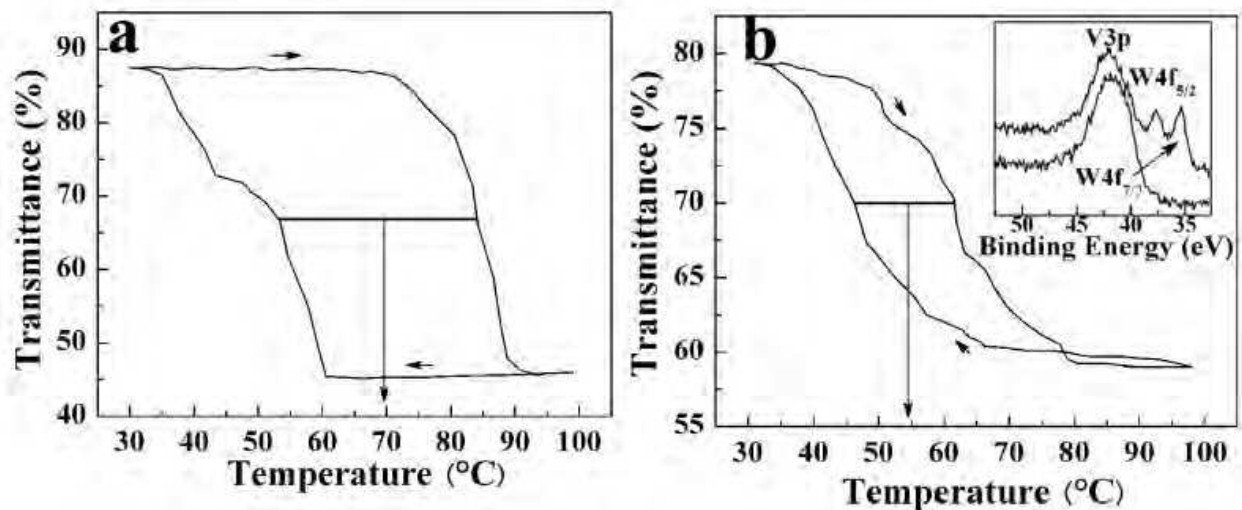 a
Transmittance (%)
90
80
70
60
50
40
30 40 50 60 70 80 90 100
Temperature (°C)
b
Transmittance (%)
80
75
70
65
60
55
30 40 50 60 70 80 90 100
Temperature (°C)
V3p
W4f5/2
W4f7/7
50 45 40 35
Binding Energy (eV)